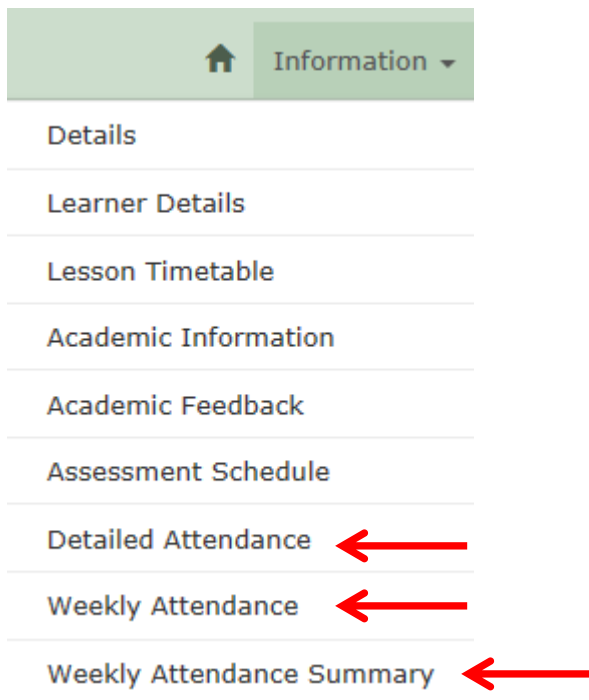 Information
Details
Learner Details
Lesson Timetable
Academic Information
Academic Feedback
Assessment Schedule
Detailed Attendance
Weekly Attendance
Weekly Attendance Summary